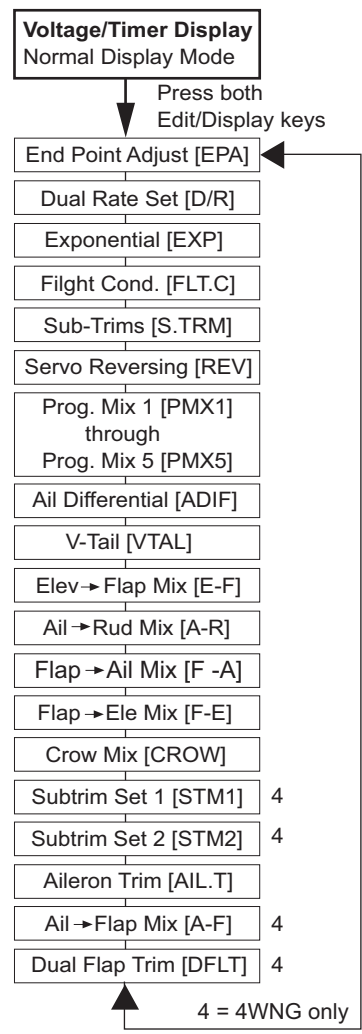 Voltage/Timer Display
Normal Display Mode
Press both
Edit/Display keys
End Point Adjust [EPA]
Dual Rate Set [D/R]
Exponential [EXP]
Filght Cond. [FLT.C]
Sub-Trims [S.TRM]
Servo Reversing [REV]
Prog. Mix 1 [PMX1]
through
Prog. Mix 5 [PMX5]
Ail Differential [ADIF]
V-Tail [VTAL]
Elev→Flap Mix [E-F]
Ail→Rud Mix [A-R]
Flap→Ail Mix [F -A]
Flap→Ele Mix [F-E]
Crow Mix [CROW]
Subtrim Set 1 [STM1] 4
Subtrim Set 2 [STM2] 4
Aileron Trim [AIL.T]
Ail→Flap Mix [A-F] 4
Dual Flap Trim [DFLT] 4
4 = 4WNG only